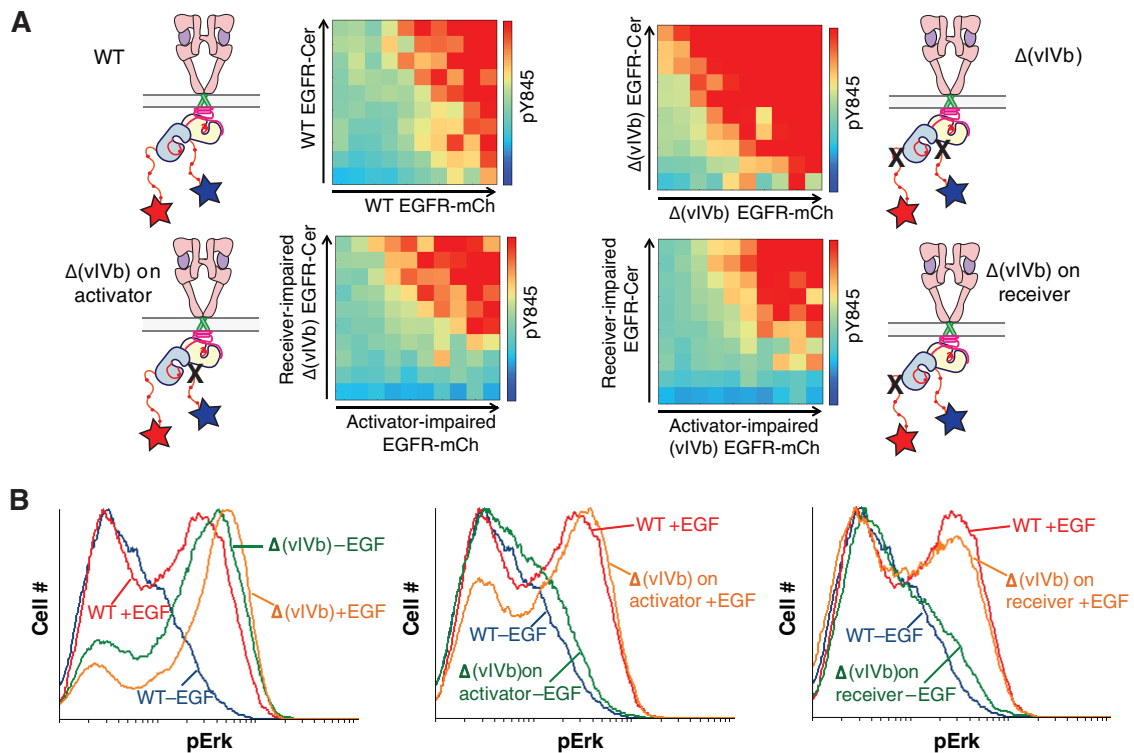 A
WT
WT EGFR-Cer
WT EGFR-mCh
pY845
Δ(vIVb) EGFR-Cer
Δ(vIVb) EGFR-mCh
pY845
Δ(vIVb)
X
X
Δ(vIVb) on
activator
X
Receiver-impaired
Δ(vIVb) EGFR-Cer
Activator-impaired
EGFR-mCh
pY845
Receiver-impaired
EGFR-Cer
Activator-impaired
(vIVb) EGFR-mCh
pY845
Δ(vIVb) on
receiver
X
B
Cell #
pErk
WT +EGF
WT–EGF
Δ(vIVb)–EGF
Δ(vIVb)+EGF
Cell #
pErk
WT +EGF
Δ(vIVb) on
activator +EGF
WT–EGF
Δ(vIVb)on
activator–EGF
Cell #
pErk
WT +EGF
Δ(vIVb) on
receiver +EGF
WT–EGF
Δ(vIVb)on
receiver–EGF